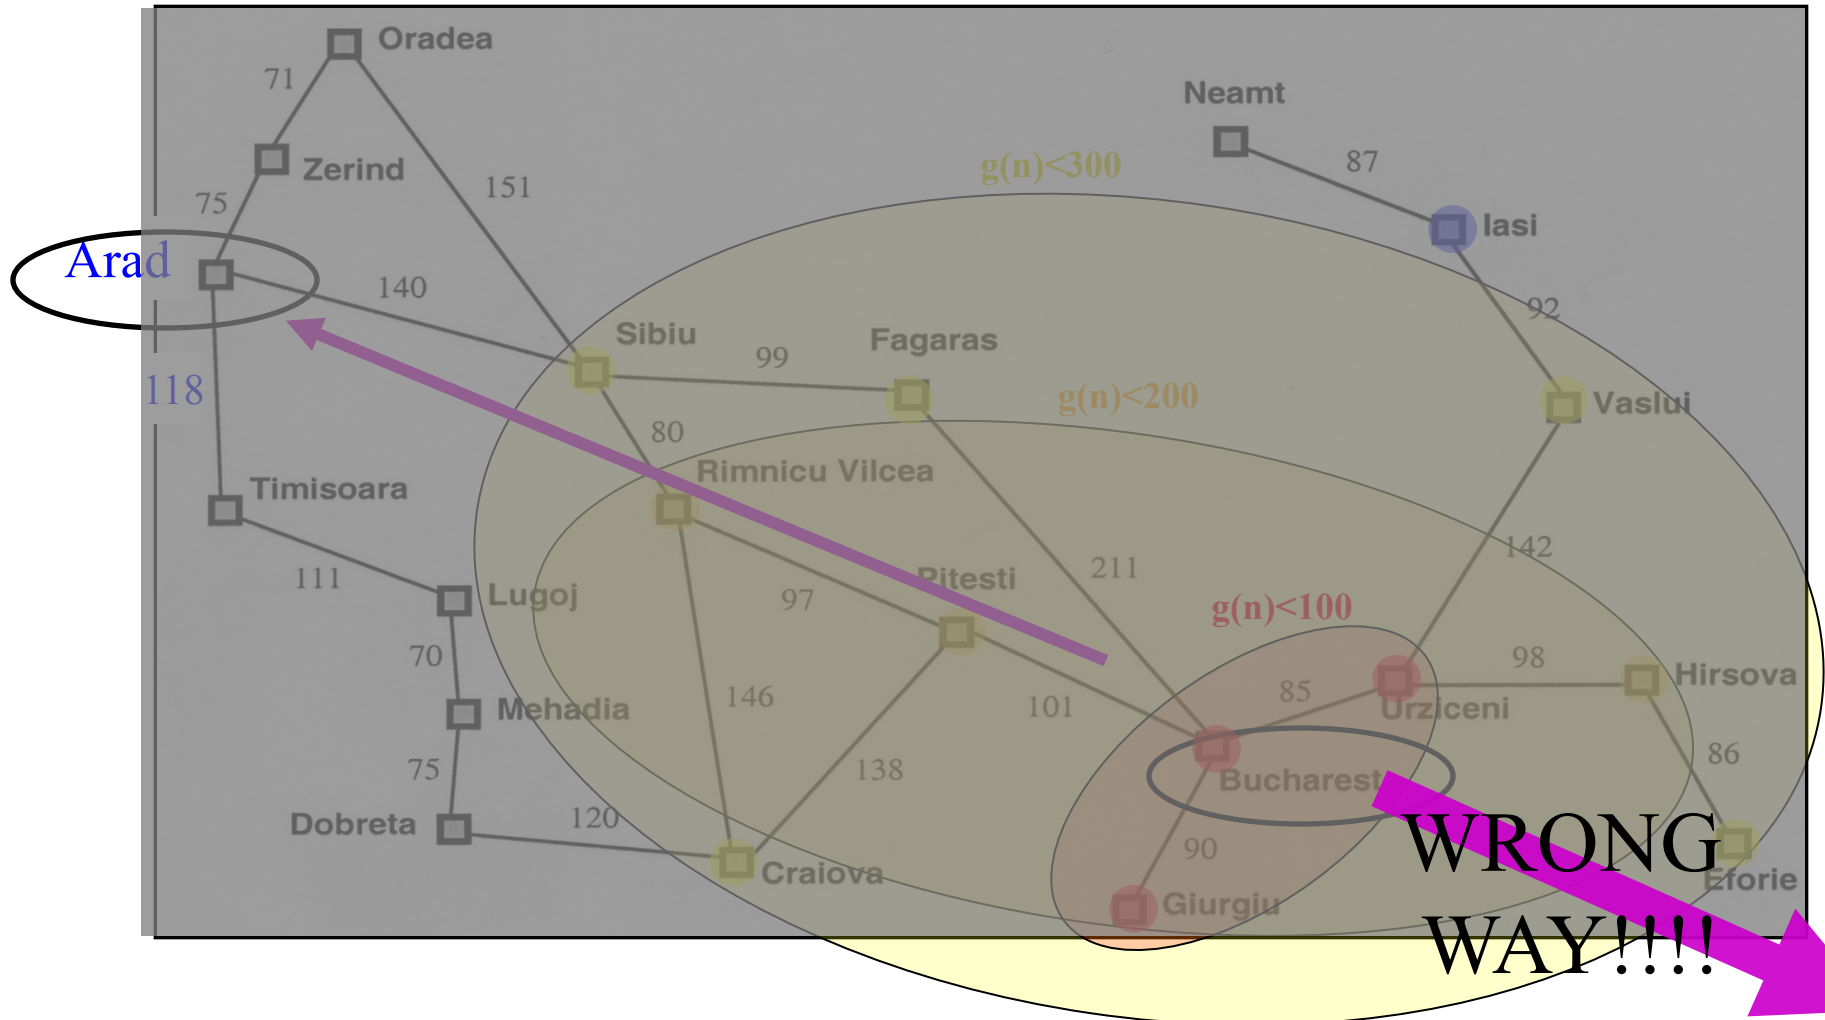 Oradea
71
Neamt
g(n)<300
87
Zerind
151
75
Iasi
Arad
140
92
Sibiu
Fagaras
99
g(n)<200
118
Vaslui
80
Rimnicu Vilcea
Timisoara
142
211
Pitesti
111
Lugoj
97
g(n)<100
70
98
Hirsova
85
146
101
Mehadia
Urziceni
86
75
138
Bucharest
Dobreta
120
WRONG
90
Craiova
Eforie
Giurgiu
WAY!!!!